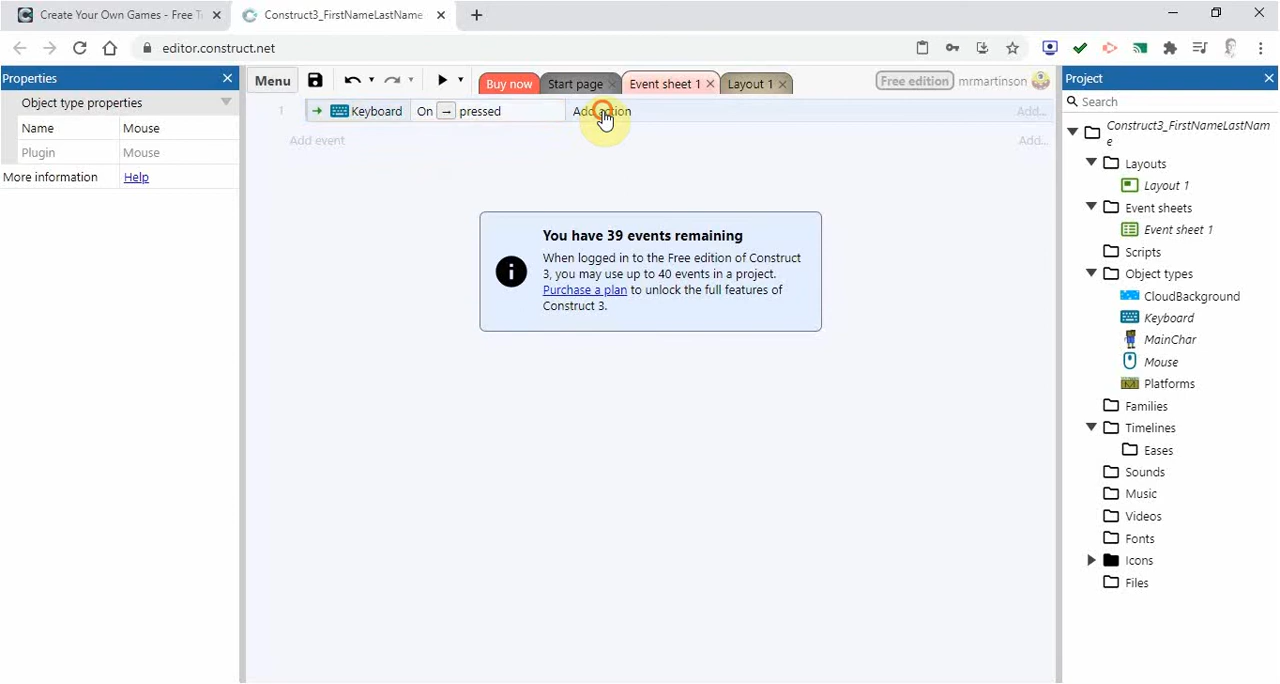 Create Your Own Games - Free T
Construct3_FirstNameLastName
editor.construct.net
Properties
Menu
Buy now
Start page
Event sheet 1
Layout 1
Free edition
mrmartinson
Project
Object type properties
Name
Mouse
Plugin
Mouse
More information
Help
1
Keyboard
On → pressed
Add action
Add...
Add event
Add...
You have 39 events remaining
When logged in to the Free edition of Construct
3, you may use up to 40 events in a project.
Purchase a plan to unlock the full features of
Construct 3.
Search
Construct3_FirstNameLastNam
e
Layouts
Layout 1
Event sheets
Event sheet 1
Scripts
Object types
CloudBackground
Keyboard
MainChar
Mouse
Platforms
Families
Timelines
Eases
Sounds
Music
Videos
Fonts
Icons
Files